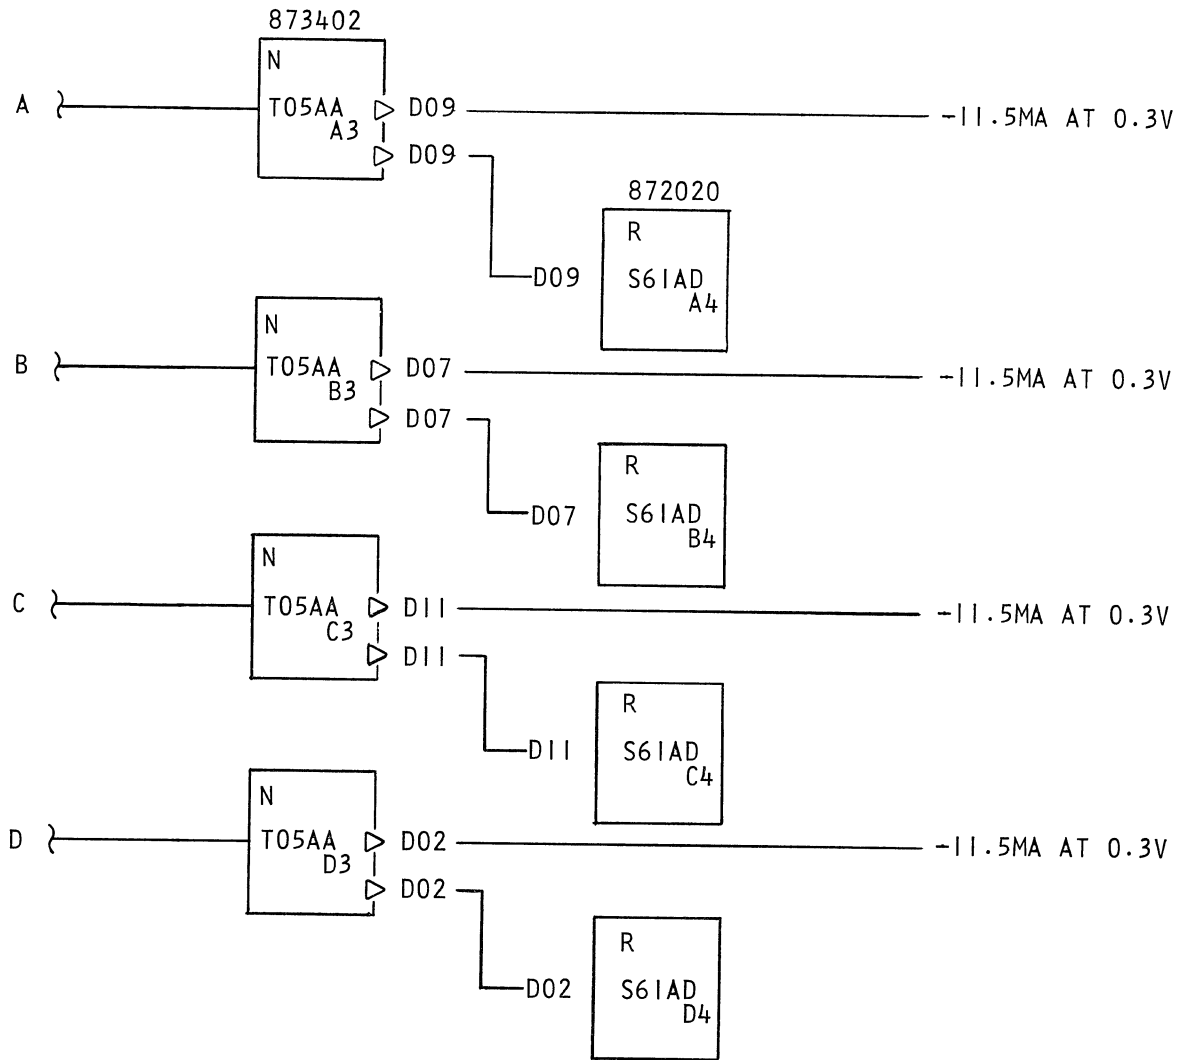 873402
N
A
T05AA
A3
D09
-11.5MA AT 0.3V
D09
872020
R
D09
S61AD
A4
N
B
T05AA
B3
D07
-11.5MA AT 0.3V
D07
R
D07
S61AD
B4
N
C
T05AA
C3
D11
-11.5MA AT 0.3V
D11
R
D11
S61AD
C4
N
D
T05AA
D3
D02
-11.5MA AT 0.3V
D02
R
D02
S61AD
D4